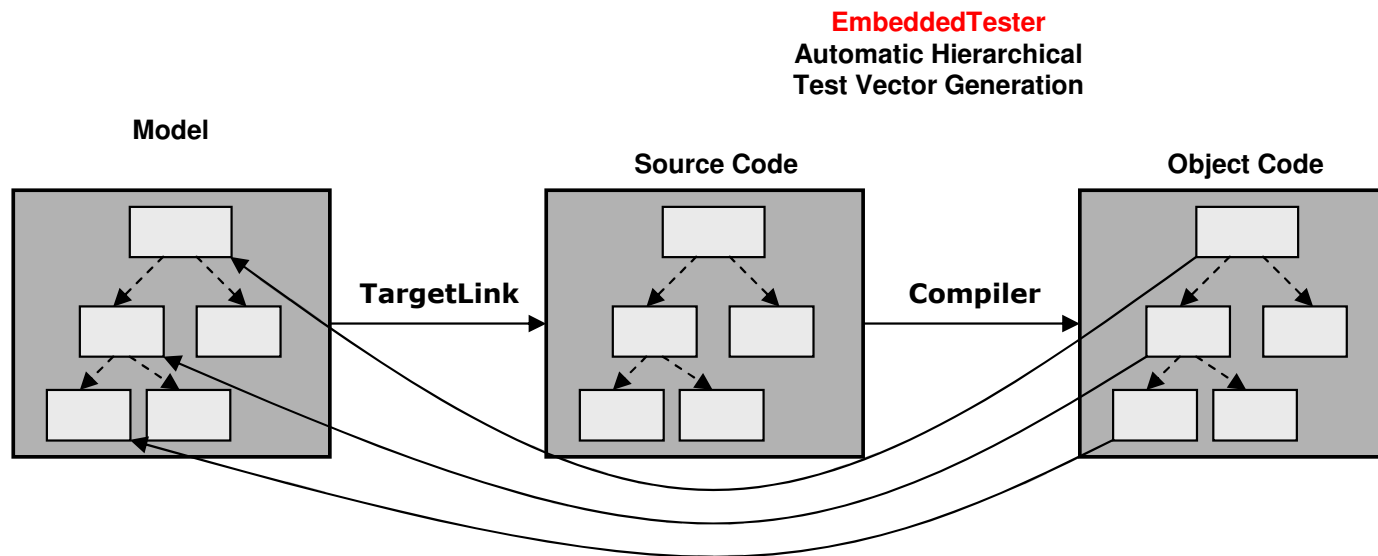 EmbeddedTester
Automatic Hierarchical
Test Vector Generation
Model
Source Code
Object Code
TargetLink
Compiler